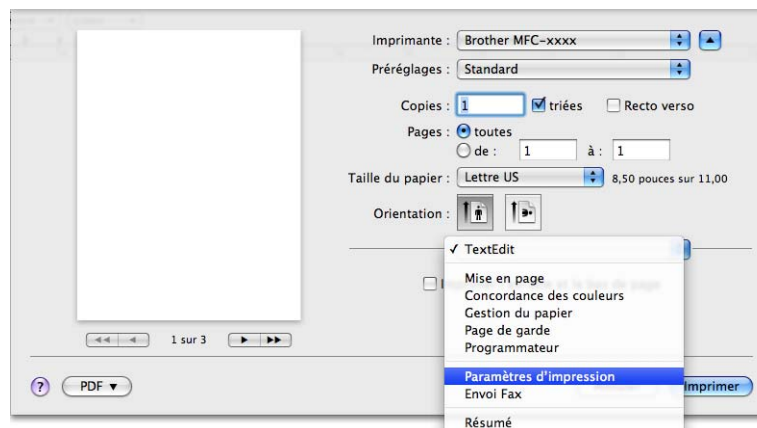 Imprimante : Brother MFC-xxxx
Préréglages : Standard
Copies : 1 triées Recto verso
Pages : toutes
de : 1 à : 1
Taille du papier : Lettre US 8,50 pouces sur 11,00
Orientation :
✓ TextEdit
Mise en page
Concordance des couleurs
Gestion du papier
Page de garde
Programmateur
1 sur 3
Paramètres d'impression
? PDF ▼ Imprimer
Envoi Fax
Résumé